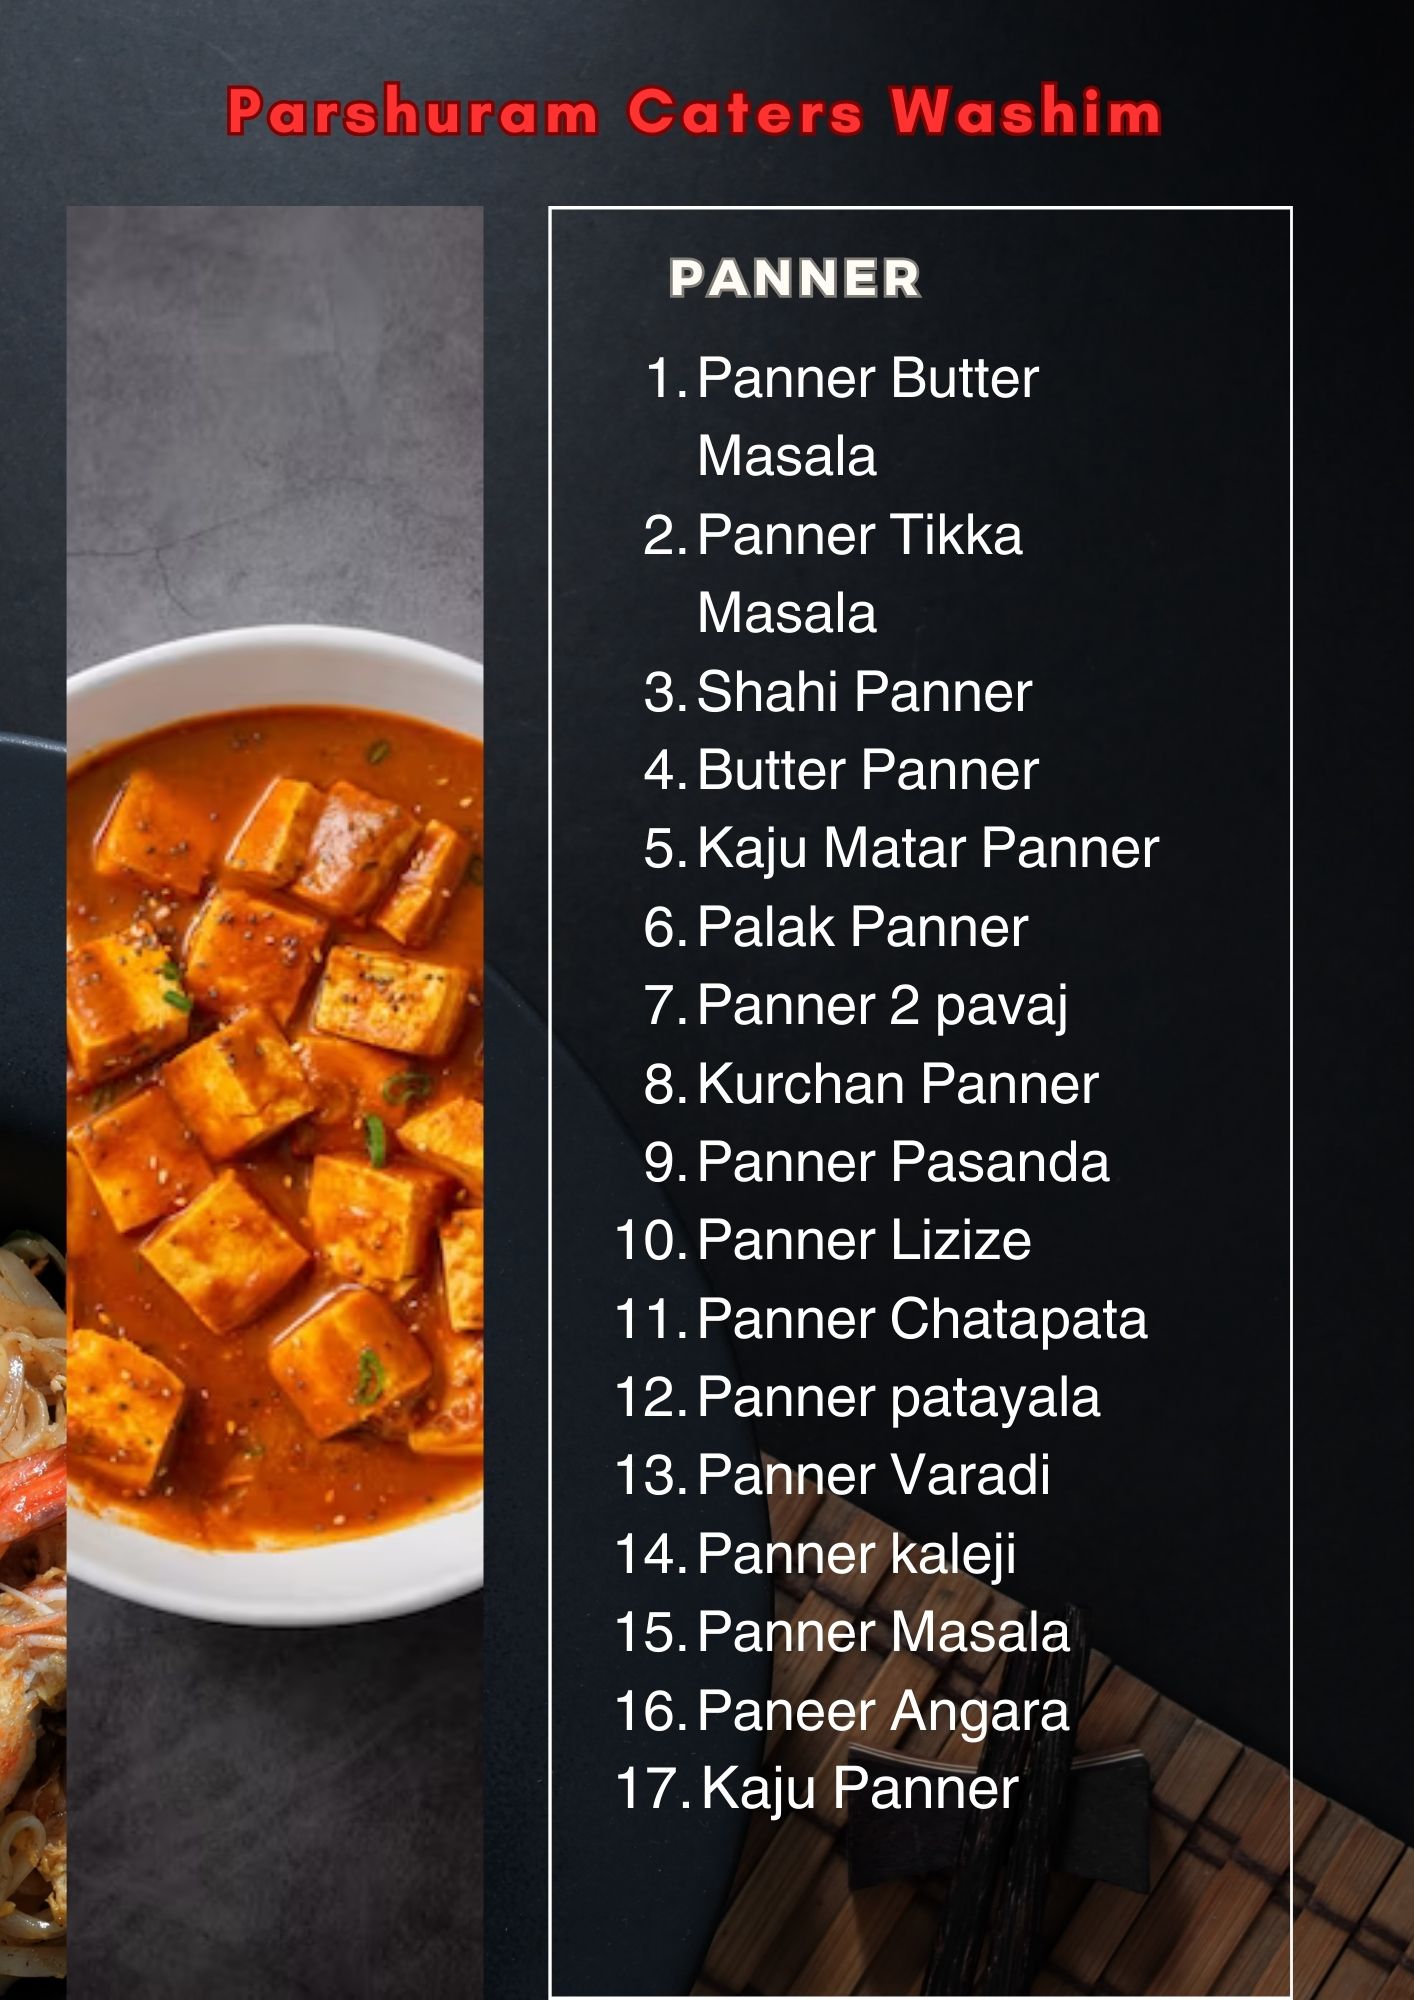 Parshuram Caters Washim
PANNER
1. Panner Butter
Masala
2. Panner Tikka
Masala
3. Shahi Panner
4. Butter Panner
5. Kaju Matar Panner
6. Palak Panner
7. Panner 2 pavaj
8. Kurchan Panner
9. Panner Pasanda
10. Panner Lizize
11. Panner Chatapata
12. Panner patayala
13. Panner Varadi
14. Panner kaleji
15. Panner Masala
16. Paneer Angara
17. Kaju Panner